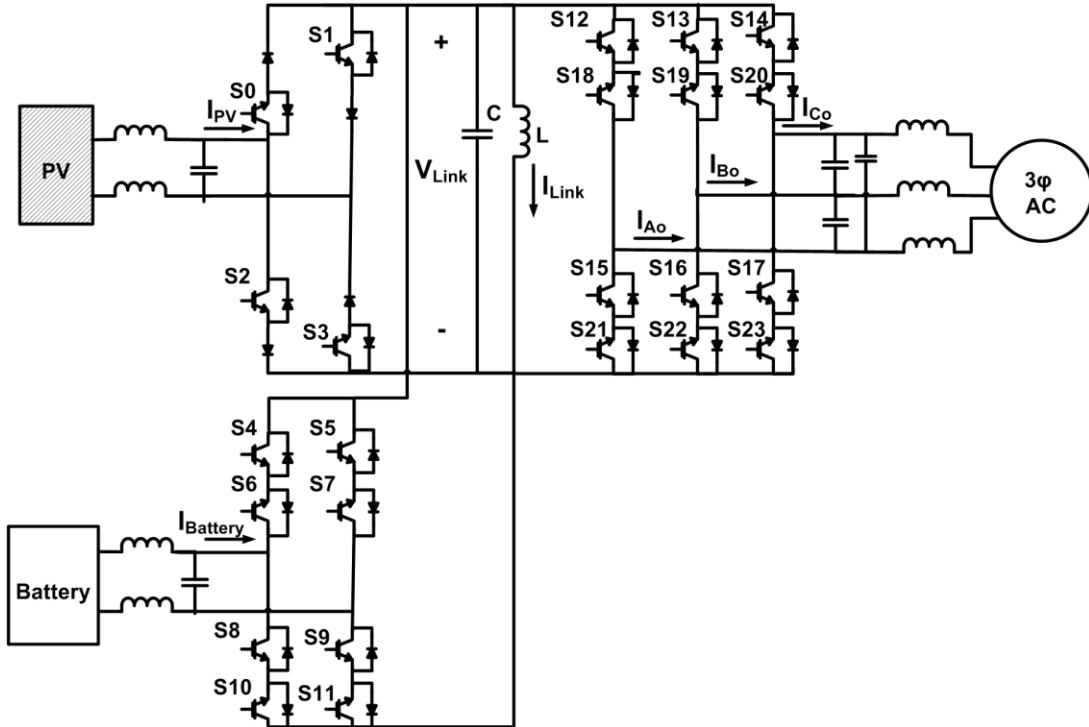 S12
S13
S14
S1
+
S18
S19
S20
S0
I_PV
C
I_Co
L
PV
V_Link
I_Link
I_Bo
3φ
AC
I_Ao
S2
S15
S16
S17
S3
-
S21
S22
S23
S4
S5
S6
S7
I_Battery
Battery
S8
S9
S10
S11